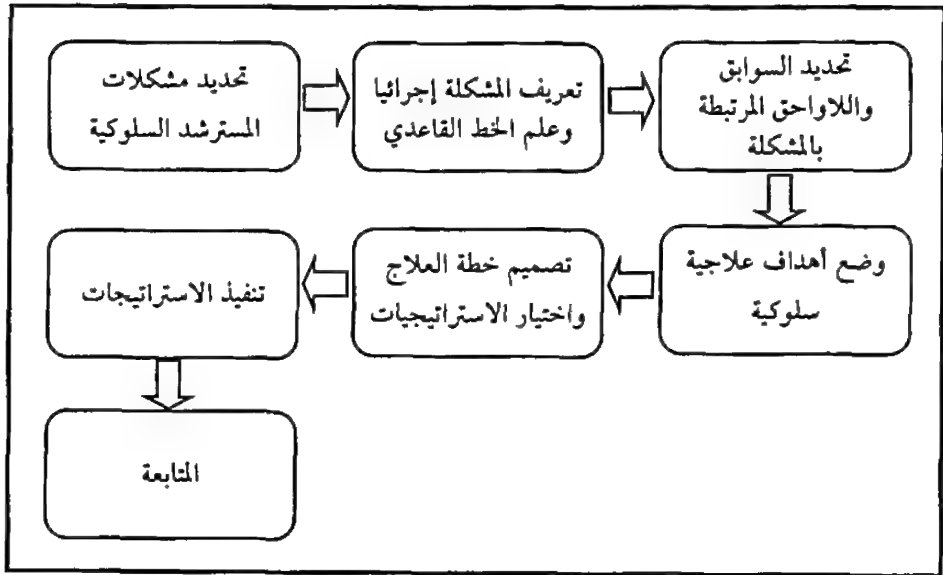 تحديد مشكلات
المسترشد السلوكية
تعريف المشكلة إجرائيا
وعلم الخط القاعدي
تحديد السوابق
واللاواحق المرتبطة
بالمشكلة
وضع أهداف علاجية
سلوكية
تصميم خطة العلاج
واختيار الاستراتيجيات
تنفيذ الاستراتيجات
المتابعة